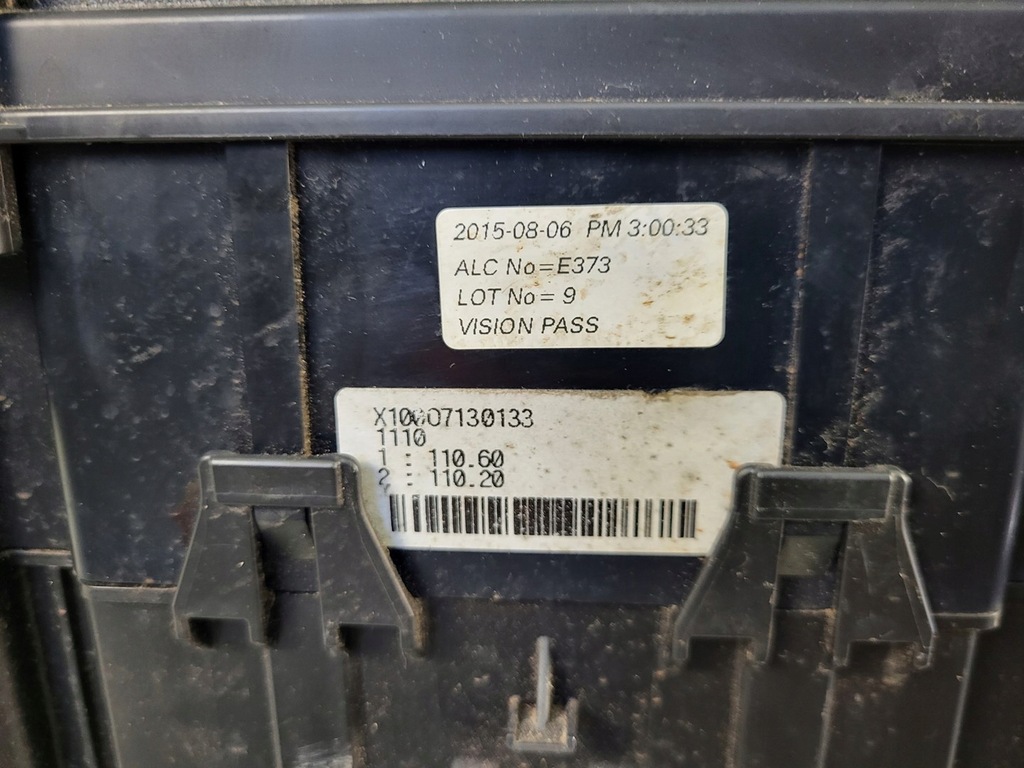 2015-08-06 PM 3:00:33
ALC No=E373
LOT No= 9
VISION PASS
1110
1 : 110.60
2 : 110.20